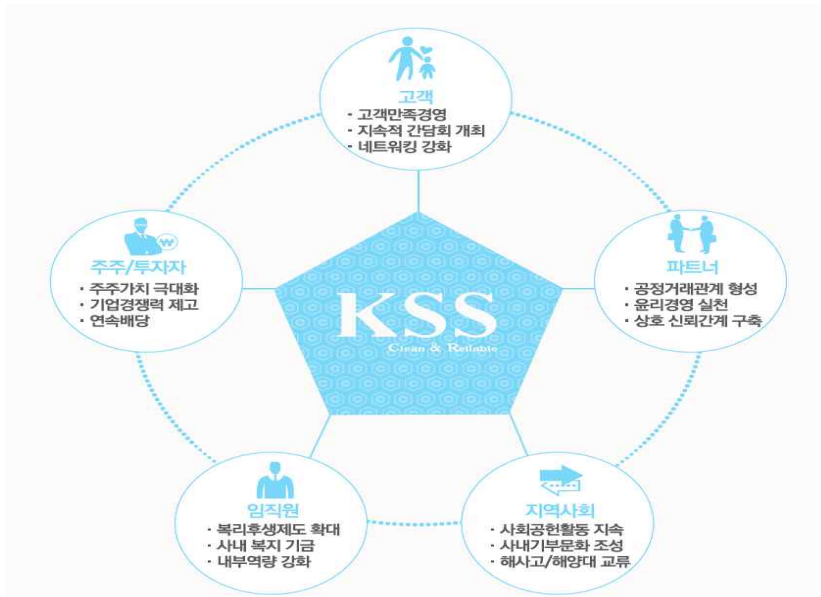 고객
· 고객만족경영
· 지속적 간담회 개최
· 네트워킹 강화
주주/투자자
· 주주가치 극대화
· 기업경쟁력 제고
· 연속배당
파트너
· 공정거래관계 형성
· 윤리경영 실천
· 상호 신뢰간계 구축
KSS
Clean & Reliable
임직원
· 복리후생제도 확대
· 사내 복지 기금
· 내부역량 강화
지역사회
· 사회공헌활동 지속
· 사내기부문화 조성
· 해사고/해양대 교류